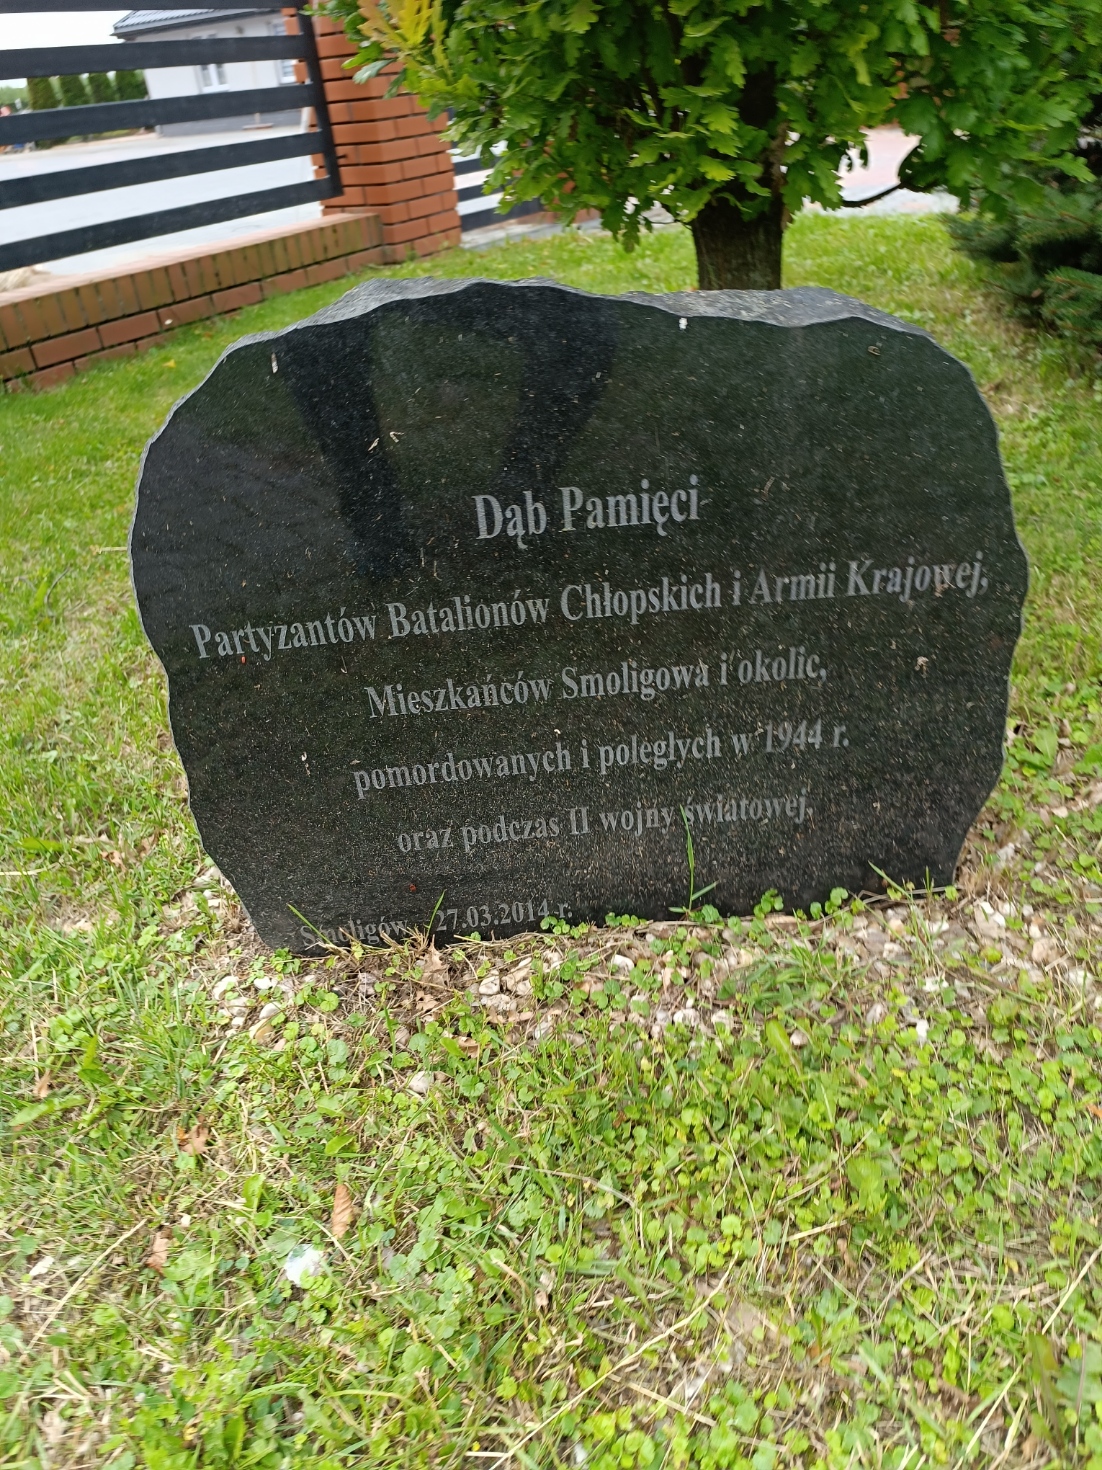 Dąb Pamięci
Partyzantów Batalionów Chłopskich i Armii Krajowej,
Mieszkańców Smoligowa i okolic,
pomordowanych i poległych w 1944 r.
oraz podczas II wojny światowej.
Smoligów 27.03.2014 r.